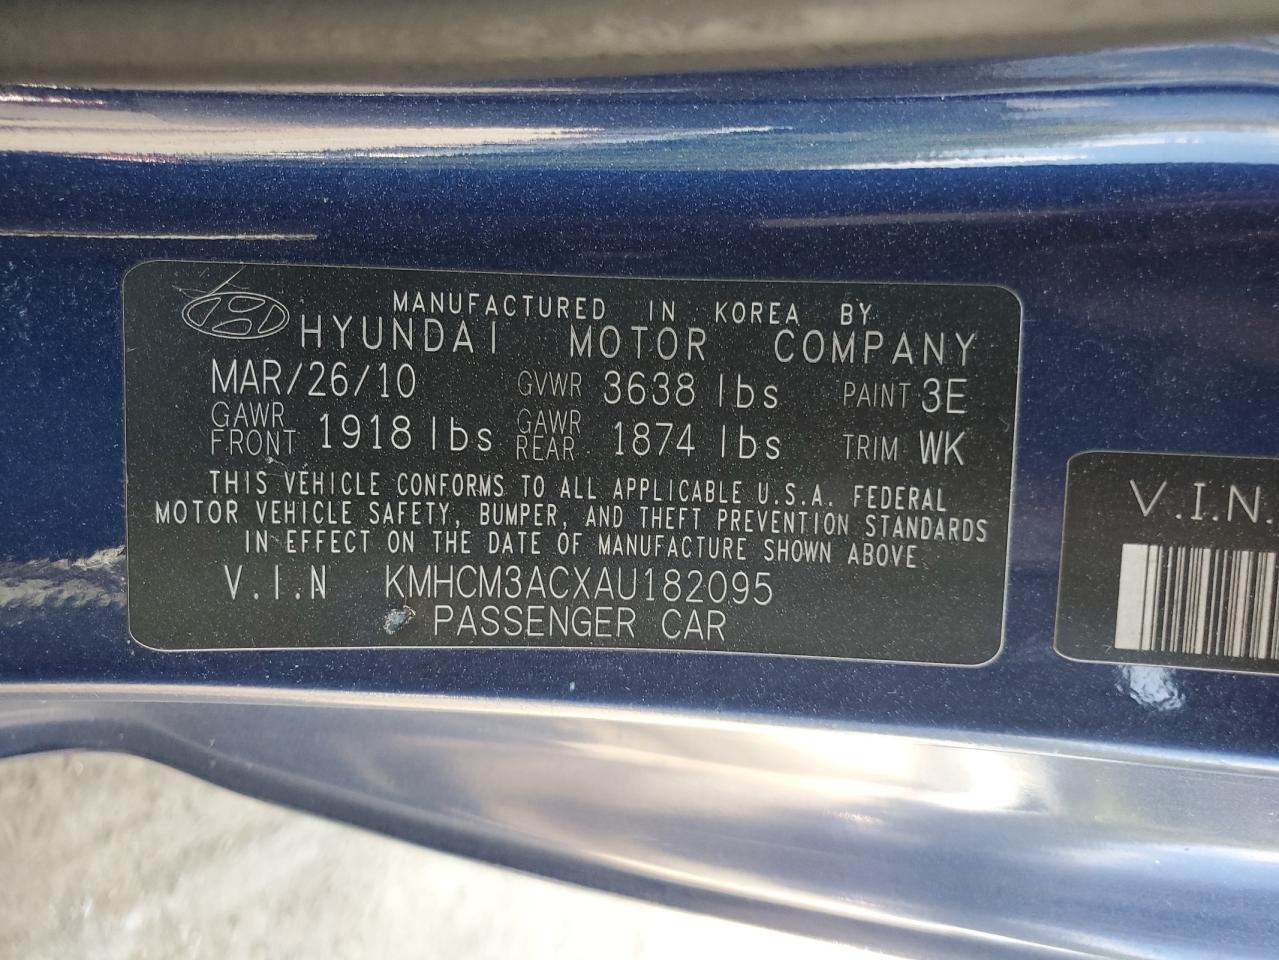 MANUFACTURED IN KOREA BY
HYUNDAI MOTOR COMPANY
MAR/26/10 GVWR 3638 lbs PAINT 3E
GAWR FRONT 1918 lbs GAWR REAR 1874 lbs TRIM WK
THIS VEHICLE CONFORMS TO ALL APPLICABLE U.S.A. FEDERAL
MOTOR VEHICLE SAFETY, BUMPER, AND THEFT PREVENTION STANDARDS
IN EFFECT ON THE DATE OF MANUFACTURE SHOWN ABOVE
V.I.N KMHCM3ACXAU182095
PASSENGER CAR
V.I.N.